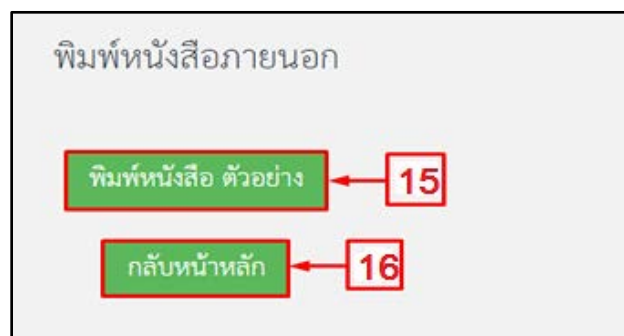 พิมพ์หนังสือภายนอก
พิมพ์หนังสือ ตัวอย่าง 15
กลับหน้าหลัก 16